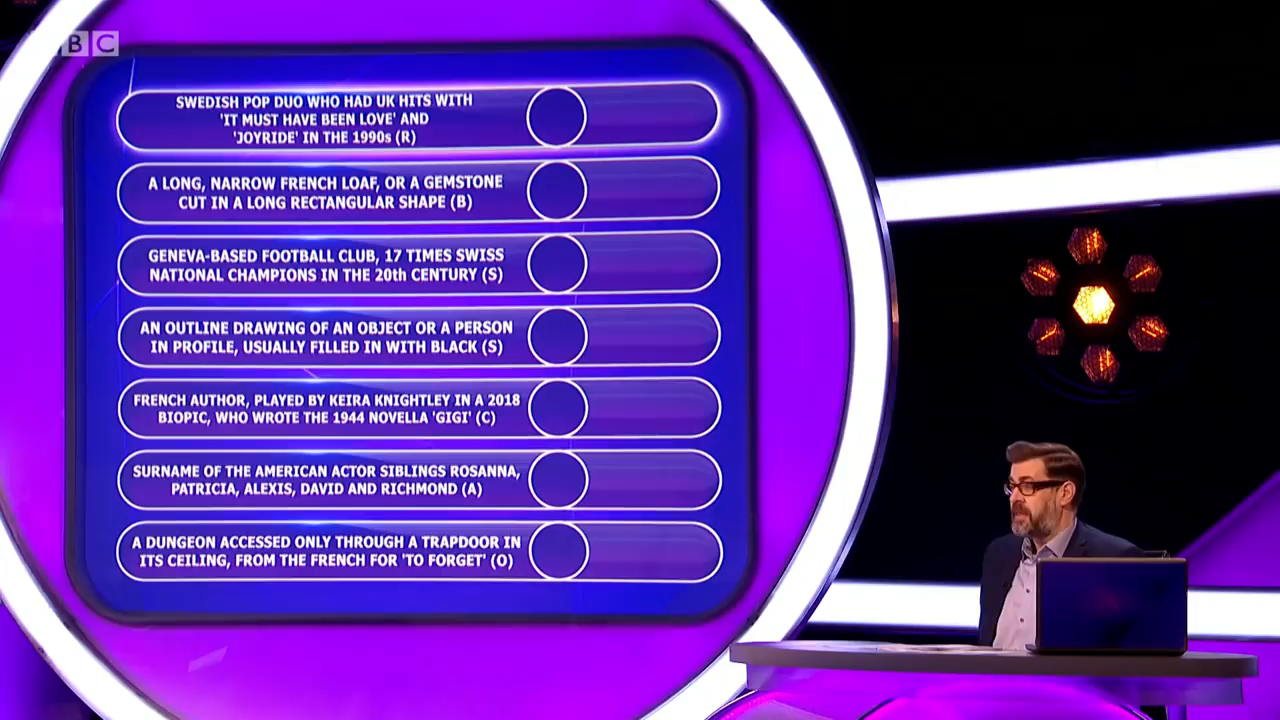 BBC
SWEDISH POP DUO WHO HAD UK HITS WITH
'IT MUST HAVE BEEN LOVE' AND
'JOYRIDE' IN THE 1990s (R)
A LONG, NARROW FRENCH LOAF, OR A GEMSTONE
CUT IN A LONG RECTANGULAR SHAPE (B)
GENEVA-BASED FOOTBALL CLUB, 17 TIMES SWISS
NATIONAL CHAMPIONS IN THE 20th CENTURY (S)
AN OUTLINE DRAWING OF AN OBJECT OR A PERSON
IN PROFILE, USUALLY FILLED IN WITH BLACK (S)
FRENCH AUTHOR, PLAYED BY KEIRA KNIGHTLEY IN A 2018
BIOPIC, WHO WROTE THE 1944 NOVELLA 'GIGI' (C)
SURNAME OF THE AMERICAN ACTOR SIBLINGS ROSANNA,
PATRICIA, ALEXIS, DAVID AND RICHMOND (A)
A DUNGEON ACCESSED ONLY THROUGH A TRAPDOOR IN
ITS CEILING, FROM THE FRENCH FOR 'TO FORGET' (O)